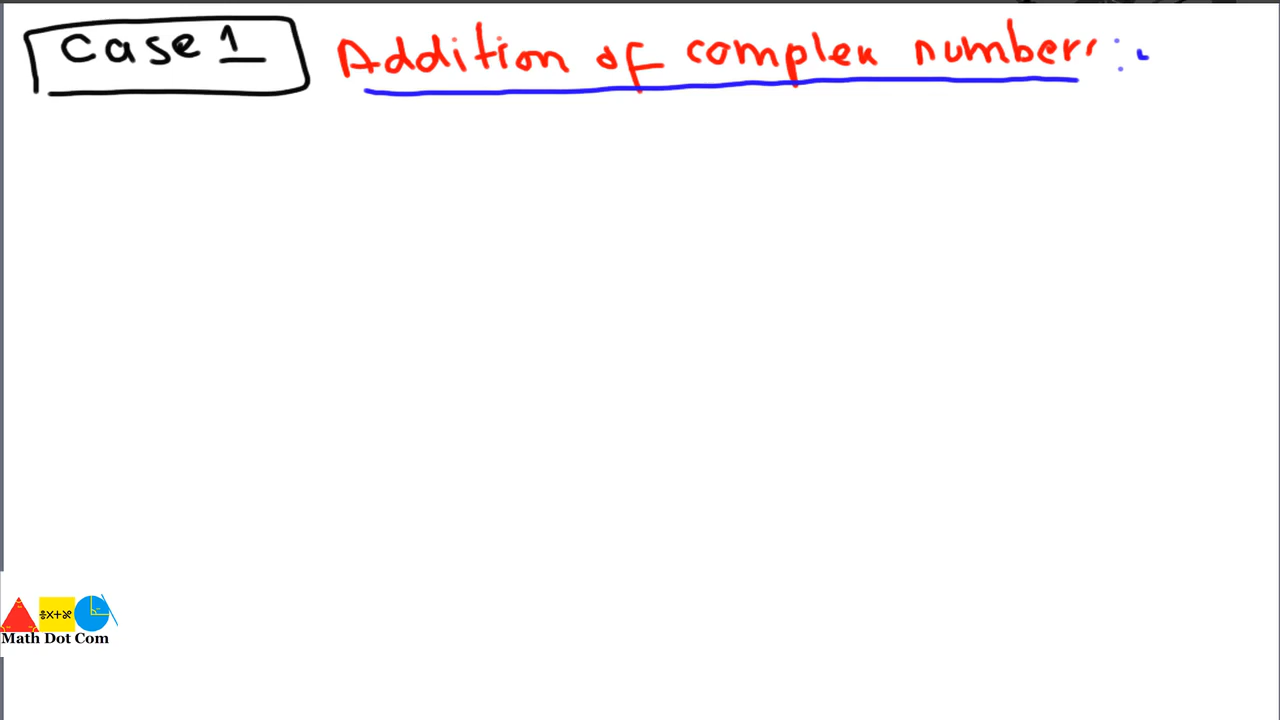 Case 1 Addition of complex numbers :-
÷x+
Math Dot Com